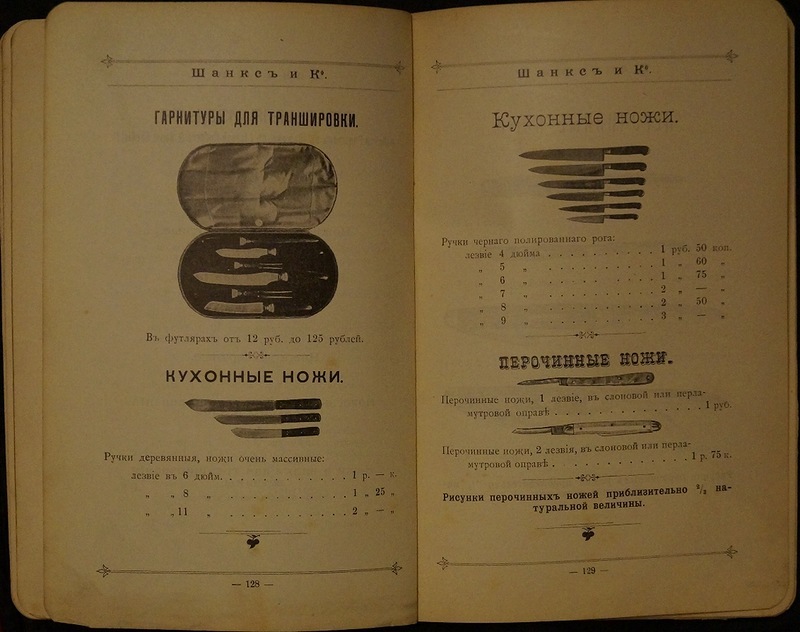 Шанксъ и Кº.
ГАРНИТУРЫ ДЛЯ ТРАНШИРОВКИ.
Въ футлярахъ отъ 12 руб. до 125 рублей.
КУХОННЫЕ НОЖИ.
Ручки деревянныя, ножи очень массивные:
лезвіе въ 6 дюйм. . . . . . . . . . . . . 1 р. — к.
„ „ 8 „ . . . . . . . . . . . . . 1 „ 25 „
„ „ 11 „ . . . . . . . . . . . . . 2 „ — „
— 128 —
Шанксъ и Кº.
Кухонные ножи.
Ручки чернаго полированнаго рога:
лезвіе 4 дюйма . . . . . . . . . . 1 руб. 50 коп.
„ 5 „ . . . . . . . . . . 1 „ 60 „
„ 6 „ . . . . . . . . . . 1 „ 75 „
„ 7 „ . . . . . . . . . . 2 „ — „
„ 8 „ . . . . . . . . . . 2 „ 50 „
„ 9 „ . . . . . . . . . . 3 „ — „
ПЕРОЧИННЫЕ НОЖИ.
Перочинные ножи, 1 лезвіе, въ слоновой или перла-
мутровой оправѣ . . . . . . . . . . . . . 1 руб.
Перочинные ножи, 2 лезвія, въ слоновой или перла-
мутровой оправѣ . . . . . . . . . . . . 1 р. 75 к.
Рисунки перочинныхъ ножей приблизительно ²/₃ на-
туральной величины.
— 129 —